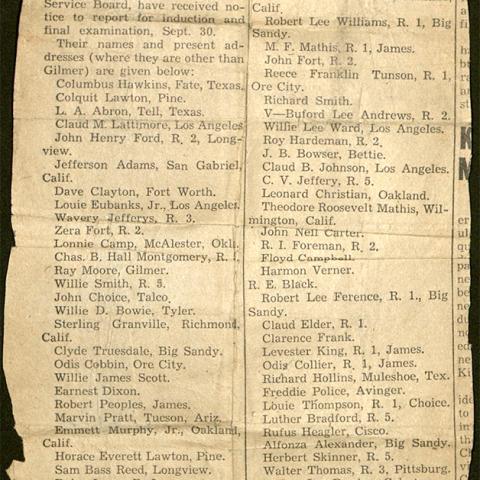 Service Board, have received no-
tice to report for induction and
final examination, Sept. 30.
Their names and present ad-
dresses (where they are other than
Gilmer) are given below:
Columbus Hawkins, Fate, Texas.
Colquit Lawton, Pine.
L. A. Abron, Tell, Texas.
Claud M. Lattimore, Los Angeles
John Henry Ford, R. 2, Long-
view.
Jefferson Adams, San Gabriel,
Calif.
Dave Clayton, Fort Worth.
Louie Eubanks, Jr., Los Angeles.
Wavery Jefferys, R. 3.
Zera Fort, R. 2.
Lonnie Camp, McAlester, Okla.
Chas. B. Hall Montgomery, R. 1.
Ray Moore, Gilmer.
Willie Smith, R. 5.
John Choice, Talco.
Willie D. Bowie, Tyler.
Sterling Granville, Richmond,
Calif.
Clyde Truesdale, Big Sandy.
Odis Cobbin, Ore City.
Willie James Scott.
Earnest Dixon.
Robert Peoples, James.
Marvin Pratt, Tucson, Ariz.
Emmett Murphy, Jr., Oakland,
Calif.
Horace Everett Lawton, Pine.
Sam Bass Reed, Longview.
Calif.
Robert Lee Williams, R. 1, Big
Sandy.
M. F. Mathis, R. 1, James.
John Fort, R. 2.
Reece Franklin Tunson, R. 1,
Ore City.
Richard Smith.
V—Buford Lee Andrews, R. 2.
Willie Lee Ward, Los Angeles.
Roy Hardeman, R. 2.
J. B. Bowser, Bettie.
Claud B. Johnson, Los Angeles.
C. V. Jeffery, R. 5.
Leonard Christian, Oakland.
Theodore Roosevelt Mathis, Wil-
mington, Calif.
John Neil Carter.
R. I. Foreman, R. 2.
Floyd Campbell.
Harmon Verner.
R. E. Black.
Robert Lee Ference, R. 1., Big
Sandy.
Claud Elder, R. 1.
Clarence Frank.
Levester King, R. 1, James.
Odis Collier, R. 1, James.
Richard Hollins, Muleshoe, Tex.
Freddie Police, Avinger.
Louie Thompson, R. 1, Choice.
Luther Bradford, R. 5.
Rufus Heagler, Cisco.
Alfonza Alexander, Big Sandy.
Herbert Skinner, R. 5.
Walter Thomas, R. 3, Pittsburg.